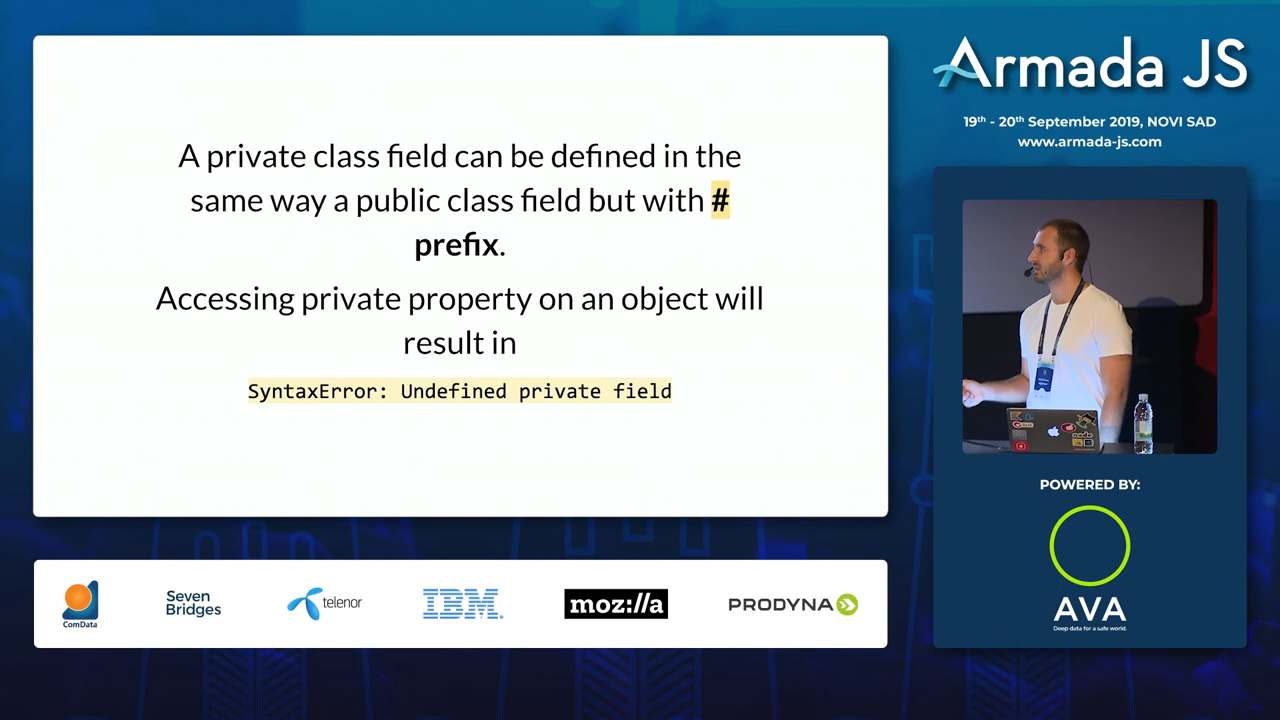 A private class field can be defined in the
same way a public class field but with #
prefix.
Accessing private property on an object will
result in
SyntaxError: Undefined private field
Armada JS
19th - 20th September 2019, NOVI SAD
www.armada-js.com
POWERED BY:
AVA
Deep data for a safe world.
ComData
Seven
Bridges
telenor
IBM
moz://a
PRODYNA
node